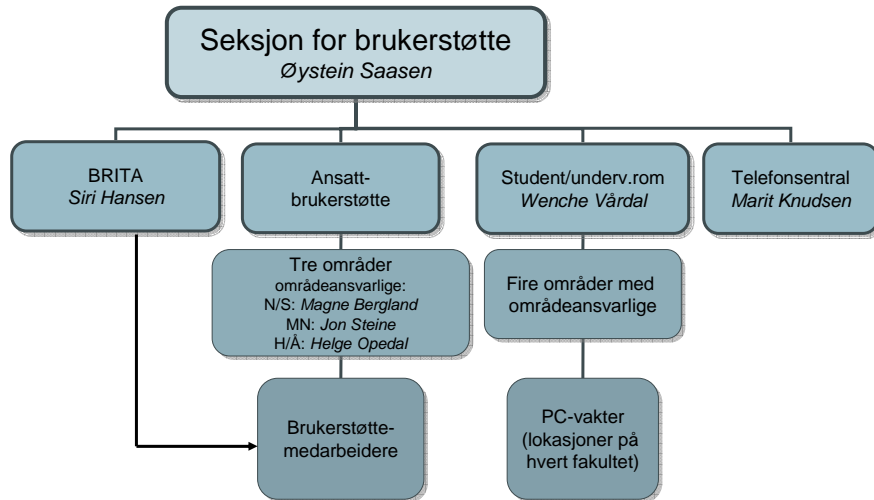 Seksjon for brukerstøtte
Øystein Saasen
BRITA
Siri Hansen
Ansatt-
brukerstøtte
Student/underv.rom
Wenche Vårdal
Telefonsentral
Marit Knudsen
Tre områder
områdeansvarlige:
N/S: Magne Bergland
MN: Jon Steine
H/Å: Helge Opedal
Fire områder med
områdeansvarlige
Brukerstøtte-
medarbeidere
PC-vakter
(lokasjoner på
hvert fakultet)